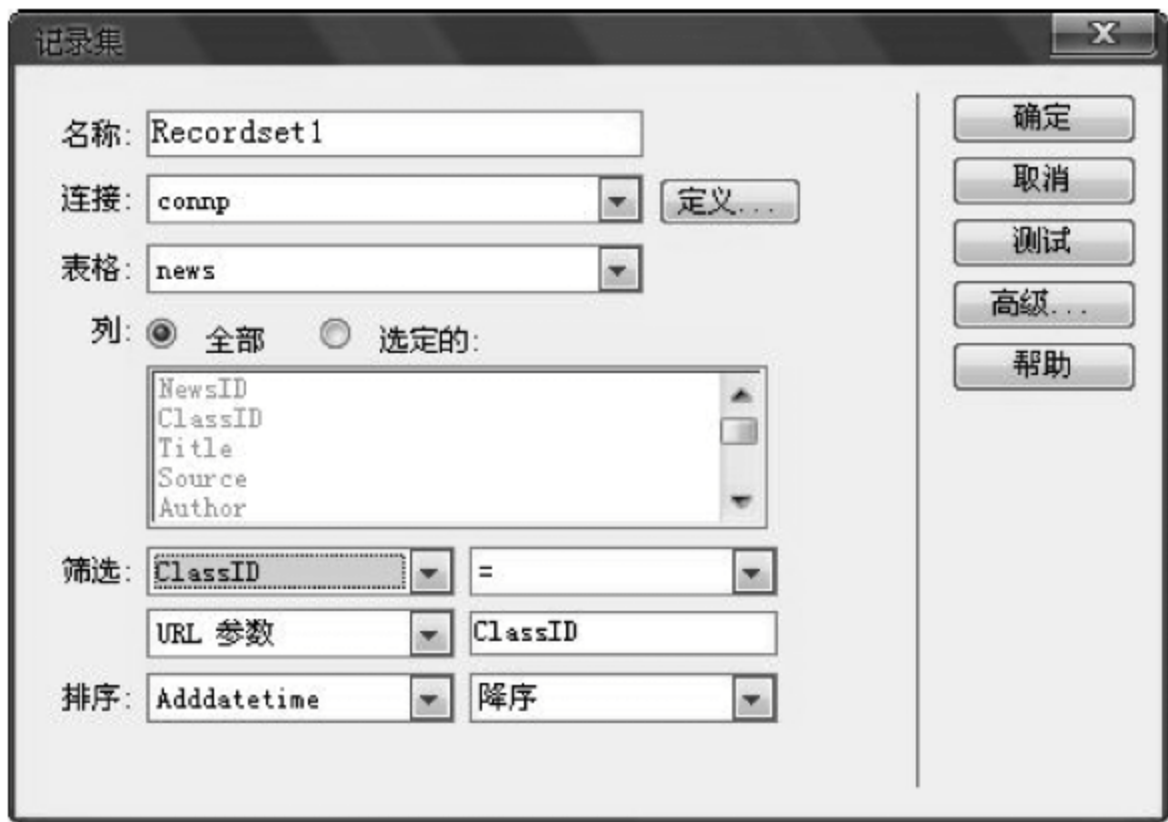 记录集
名称: Recordset1
连接: connp 定义...
表格: news
列: 全部 选定的:
NewsID
ClassID
Title
Source
Author
筛选: ClassID =
URL 参数 ClassID
排序: Adddatetime 降序
确定
取消
测试
高级...
帮助